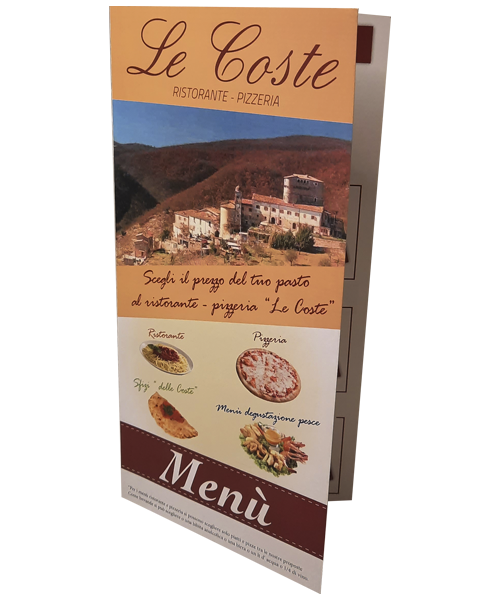 Le Coste
RISTORANTE - PIZZERIA
Scegli il prezzo del tuo pasto
al ristorante - pizzeria "Le Coste"
Ristorante
Pizzeria
Sfizi " delle Coste"
Menù degustazione pesce
Menù